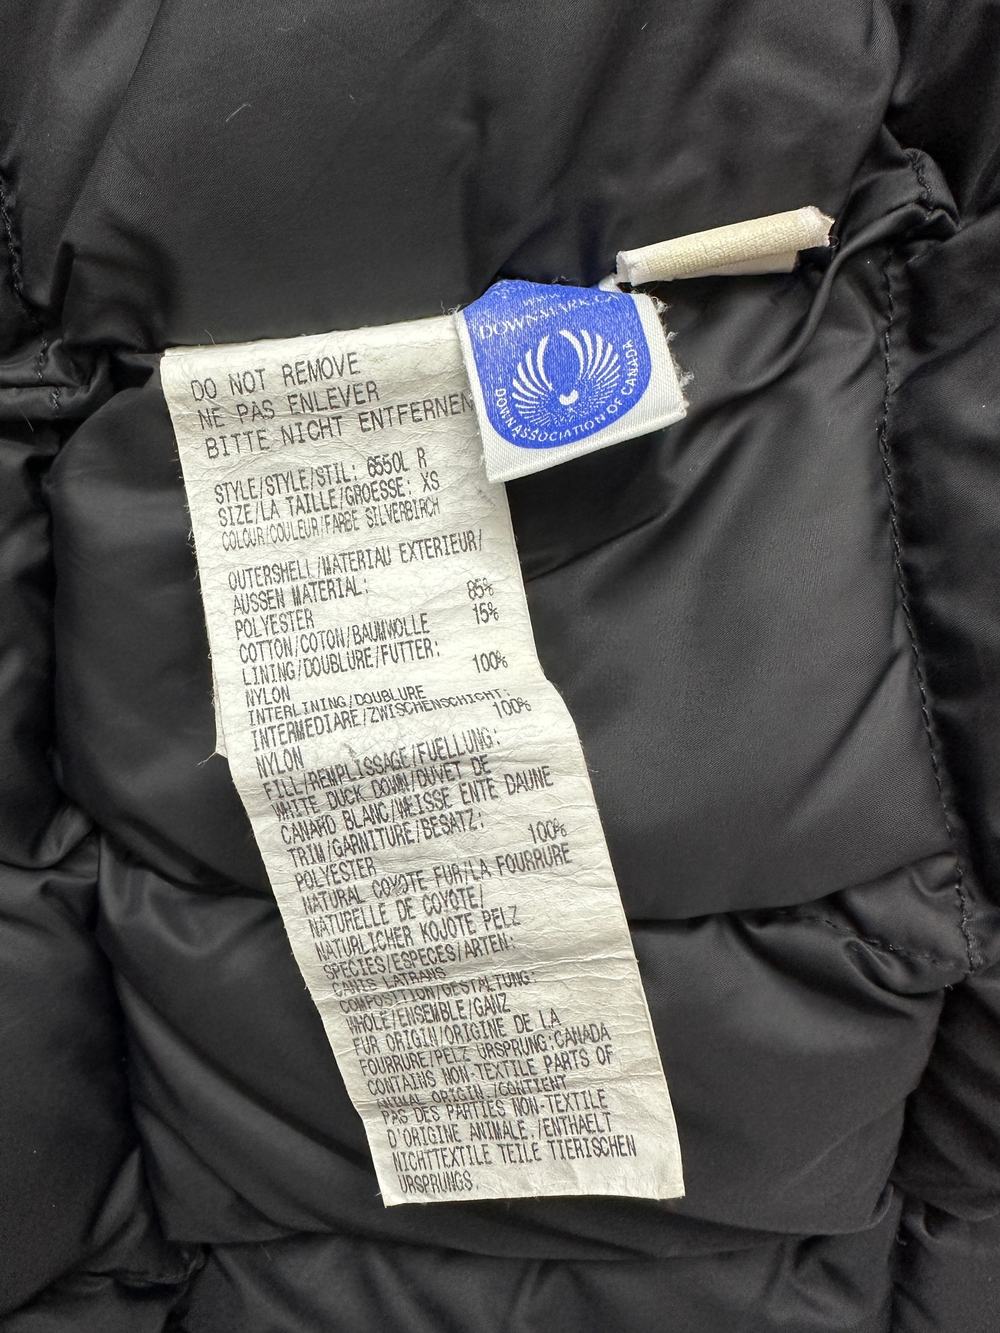 DO NOT REMOVE
NE PAS ENLEVER
BITTE NICHT ENTFERNEN
STYLE/STYLE/STIL: 6550L R
SIZE/LA TAILLE/GROESSE: XS
COLOUR/COULEUR/FARBE SILVERBIRCH
OUTERSHELL/MATERIAU EXTERIEUR/
AUSSEN MATERIAL:
POLYESTER 85%
COTTON/COTON/BAUMWOLLE 15%
LINING/DOUBLURE/FUTTER:
NYLON 100%
INTERLINING/DOUBLURE
INTERMEDIARE/ZWISCHENSCHICHT:
NYLON 100%
FILL/REMPLISSAGE/FUELLUNG:
WHITE DUCK DOWN/DUVET DE
CANARD BLANC/WEISSE ENTE DAUNE
TRIM/GARNITURE/BESATZ:
POLYESTER 100%
NATURAL COYOTE FUR/LA FOURRURE
NATURELLE DE COYOTE/
NATURLICHER KOJOTE PELZ
SPECIES/ESPECES/ARTEN:
CANIS LATRANS
COMPOSITION/GESTALTUNG:
WHOLE/ENSEMBLE/GANZ
FUR ORIGIN/ORIGINE DE LA
FOURRURE/PELZ URSPRUNG:CANADA
CONTAINS NON-TEXTILE PARTS OF
ANIMAL ORIGIN./CONTIENT
PAS DES PARTIES NON-TEXTILE
D'ORIGINE ANIMALE./ENTHAELT
NICHTTEXTILE TEILE TIERISCHEN
URSPRUNGS.
WWW.
DOWNMARK.CA
DOWN ASSOCIATION OF CANADA